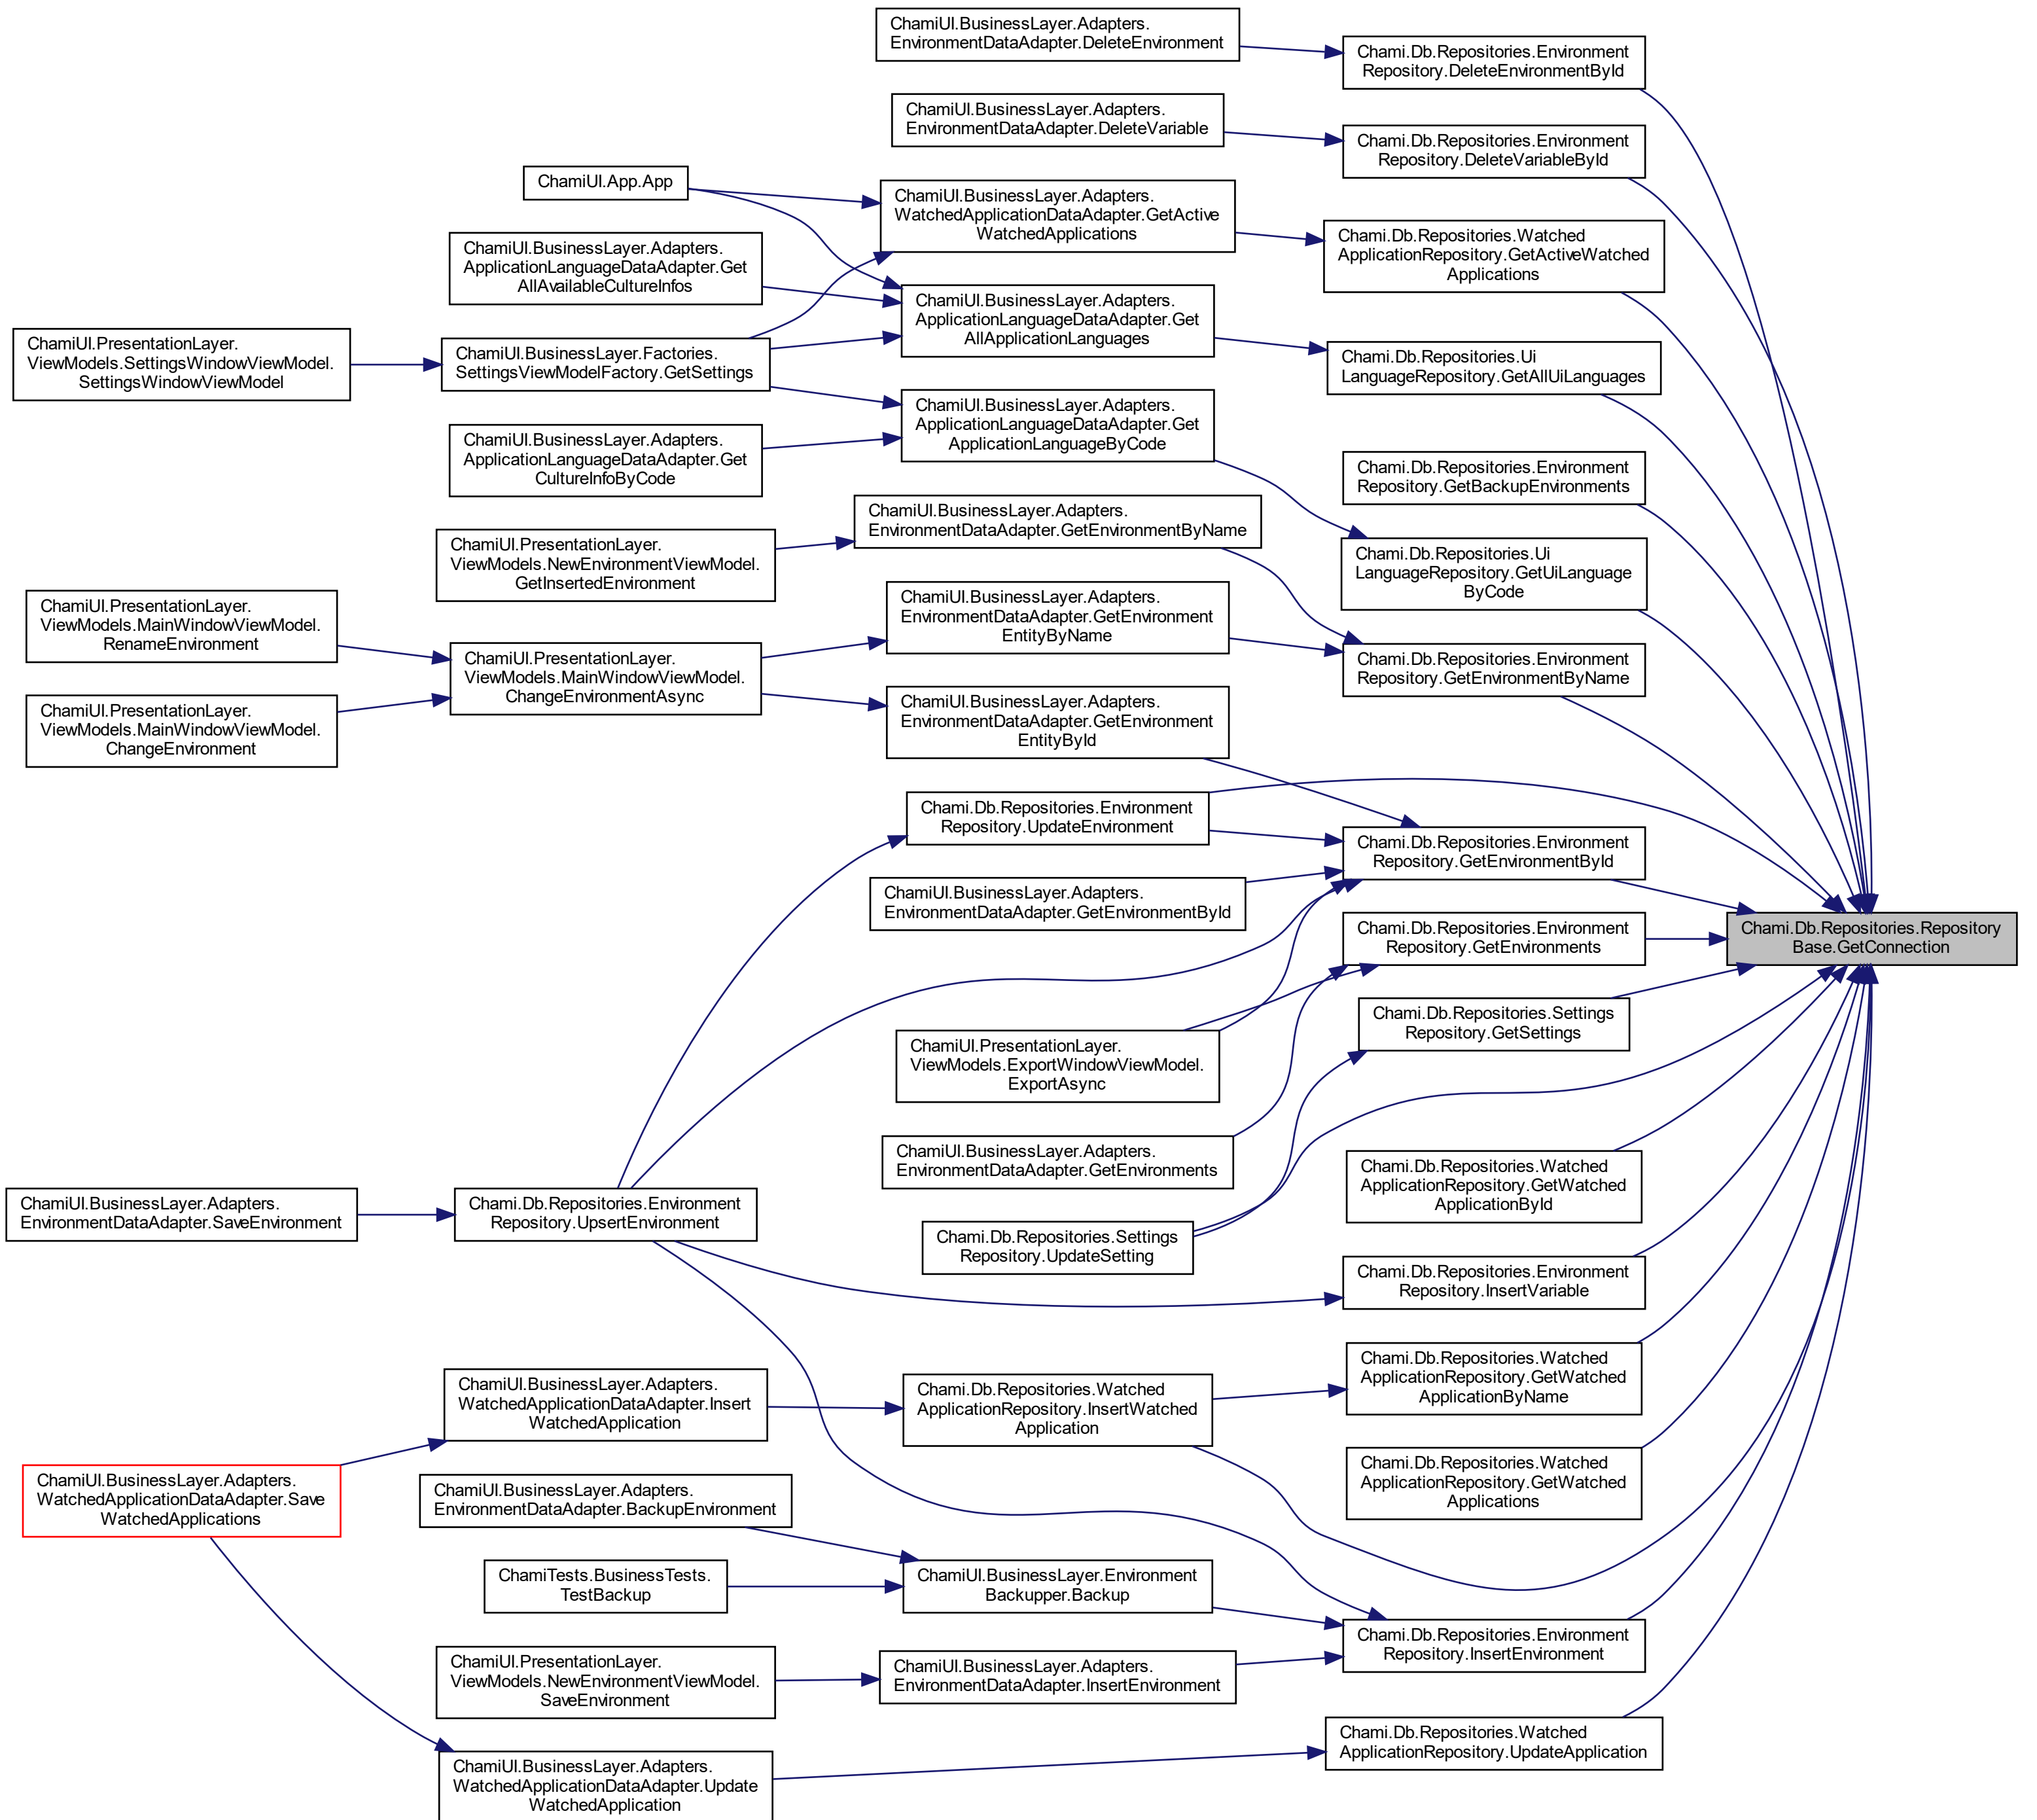 ChamiUI.BusinessLayer.Adapters.
EnvironmentDataAdapter.DeleteEnvironment
Chami.Db.Repositories.Environment
Repository.DeleteEnvironmentById
ChamiUI.BusinessLayer.Adapters.
EnvironmentDataAdapter.DeleteVariable
Chami.Db.Repositories.Environment
Repository.DeleteVariableById
ChamiUI.App.App
ChamiUI.BusinessLayer.Adapters.
WatchedApplicationDataAdapter.GetActive
WatchedApplications
Chami.Db.Repositories.Watched
ApplicationRepository.GetActiveWatched
Applications
ChamiUI.BusinessLayer.Adapters.
ApplicationLanguageDataAdapter.Get
AllAvailableCultureInfos
ChamiUI.BusinessLayer.Adapters.
ApplicationLanguageDataAdapter.Get
AllApplicationLanguages
ChamiUI.PresentationLayer.
ViewModels.SettingsWindowViewModel.
SettingsWindowViewModel
ChamiUI.BusinessLayer.Factories.
SettingsViewModelFactory.GetSettings
Chami.Db.Repositories.Ui
LanguageRepository.GetAllUiLanguages
ChamiUI.BusinessLayer.Adapters.
ApplicationLanguageDataAdapter.Get
ApplicationLanguageByCode
ChamiUI.BusinessLayer.Adapters.
ApplicationLanguageDataAdapter.Get
CultureInfoByCode
Chami.Db.Repositories.Environment
Repository.GetBackupEnvironments
ChamiUI.BusinessLayer.Adapters.
EnvironmentDataAdapter.GetEnvironmentByName
ChamiUI.PresentationLayer.
ViewModels.NewEnvironmentViewModel.
GetInsertedEnvironment
Chami.Db.Repositories.Ui
LanguageRepository.GetUiLanguage
ByCode
ChamiUI.PresentationLayer.
ViewModels.MainWindowViewModel.
RenameEnvironment
ChamiUI.BusinessLayer.Adapters.
EnvironmentDataAdapter.GetEnvironment
EntityByName
ChamiUI.PresentationLayer.
ViewModels.MainWindowViewModel.
ChangeEnvironmentAsync
Chami.Db.Repositories.Environment
Repository.GetEnvironmentByName
ChamiUI.PresentationLayer.
ViewModels.MainWindowViewModel.
ChangeEnvironment
ChamiUI.BusinessLayer.Adapters.
EnvironmentDataAdapter.GetEnvironment
EntityById
Chami.Db.Repositories.Environment
Repository.UpdateEnvironment
Chami.Db.Repositories.Environment
Repository.GetEnvironmentById
ChamiUI.BusinessLayer.Adapters.
EnvironmentDataAdapter.GetEnvironmentById
Chami.Db.Repositories.Environment
Repository.GetEnvironments
Chami.Db.Repositories.Repository
Base.GetConnection
Chami.Db.Repositories.Settings
Repository.GetSettings
ChamiUI.PresentationLayer.
ViewModels.ExportWindowViewModel.
ExportAsync
ChamiUI.BusinessLayer.Adapters.
EnvironmentDataAdapter.GetEnvironments
Chami.Db.Repositories.Watched
ApplicationRepository.GetWatched
ApplicationById
ChamiUI.BusinessLayer.Adapters.
EnvironmentDataAdapter.SaveEnvironment
Chami.Db.Repositories.Environment
Repository.UpsertEnvironment
Chami.Db.Repositories.Settings
Repository.UpdateSetting
Chami.Db.Repositories.Environment
Repository.InsertVariable
Chami.Db.Repositories.Watched
ApplicationRepository.GetWatched
ApplicationByName
ChamiUI.BusinessLayer.Adapters.
WatchedApplicationDataAdapter.Insert
WatchedApplication
Chami.Db.Repositories.Watched
ApplicationRepository.InsertWatched
Application
Chami.Db.Repositories.Watched
ApplicationRepository.GetWatched
Applications
ChamiUI.BusinessLayer.Adapters.
WatchedApplicationDataAdapter.Save
WatchedApplications
ChamiUI.BusinessLayer.Adapters.
EnvironmentDataAdapter.BackupEnvironment
ChamiTests.BusinessTests.
TestBackup
ChamiUI.BusinessLayer.Environment
Backupper.Backup
Chami.Db.Repositories.Environment
Repository.InsertEnvironment
ChamiUI.PresentationLayer.
ViewModels.NewEnvironmentViewModel.
SaveEnvironment
ChamiUI.BusinessLayer.Adapters.
EnvironmentDataAdapter.InsertEnvironment
Chami.Db.Repositories.Watched
ApplicationRepository.UpdateApplication
ChamiUI.BusinessLayer.Adapters.
WatchedApplicationDataAdapter.Update
WatchedApplication